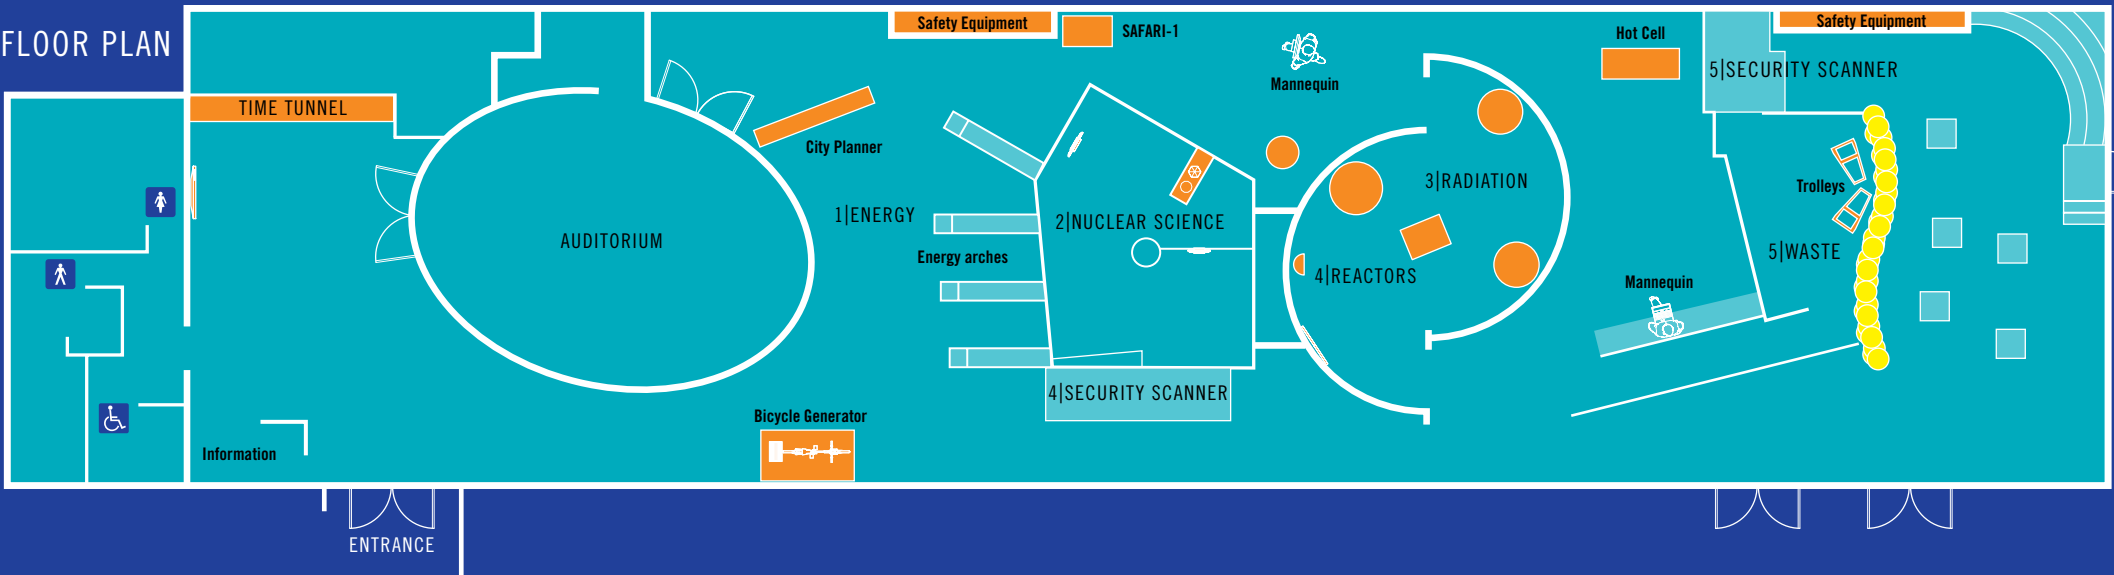 FLOOR PLAN
Safety Equipment
SAFARI-1
Safety Equipment
Hot Cell
5|SECURITY SCANNER
Mannequin
TIME TUNNEL
City Planner
3|RADIATION
Trolleys
1|ENERGY
2|NUCLEAR SCIENCE
AUDITORIUM
Energy arches
5|WASTE
4|REACTORS
Mannequin
4|SECURITY SCANNER
Bicycle Generator
Information
ENTRANCE